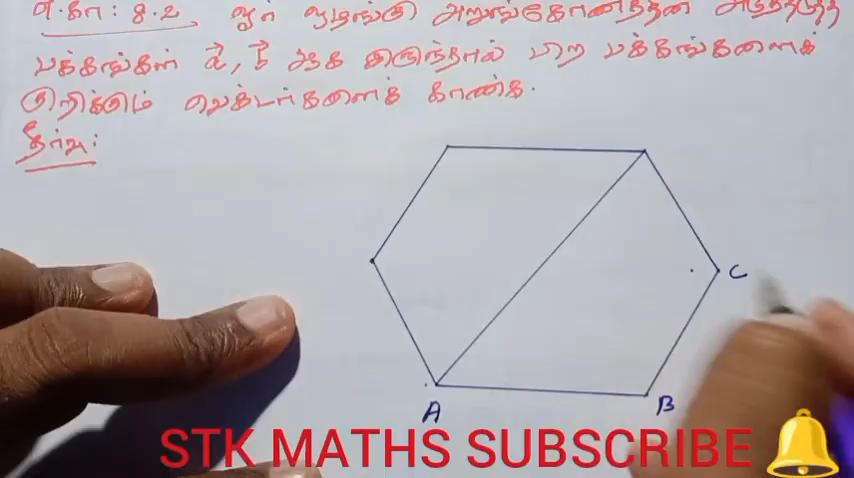 எ.கா : 8.2 ஓர் ஒழுங்கு அறுங்கோணத்தின் அடுத்தடுத்த
பக்கங்கள் a⃗, b⃗ ஆக இருந்தால் பிற பக்கங்களைக்
குறிக்கும் வெக்டர்களைக் காண்க.
தீர்வு:
C
A B
STK MATHS SUBSCRIBE